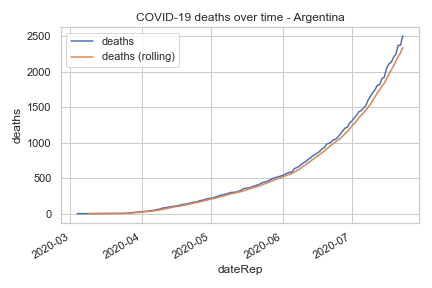 COVID-19 deaths over time - Argentina
deaths
deaths (rolling)
2500
2000
1500
1000
500
0
deaths
2020-03
2020-04
2020-05
2020-06
2020-07
dateRep